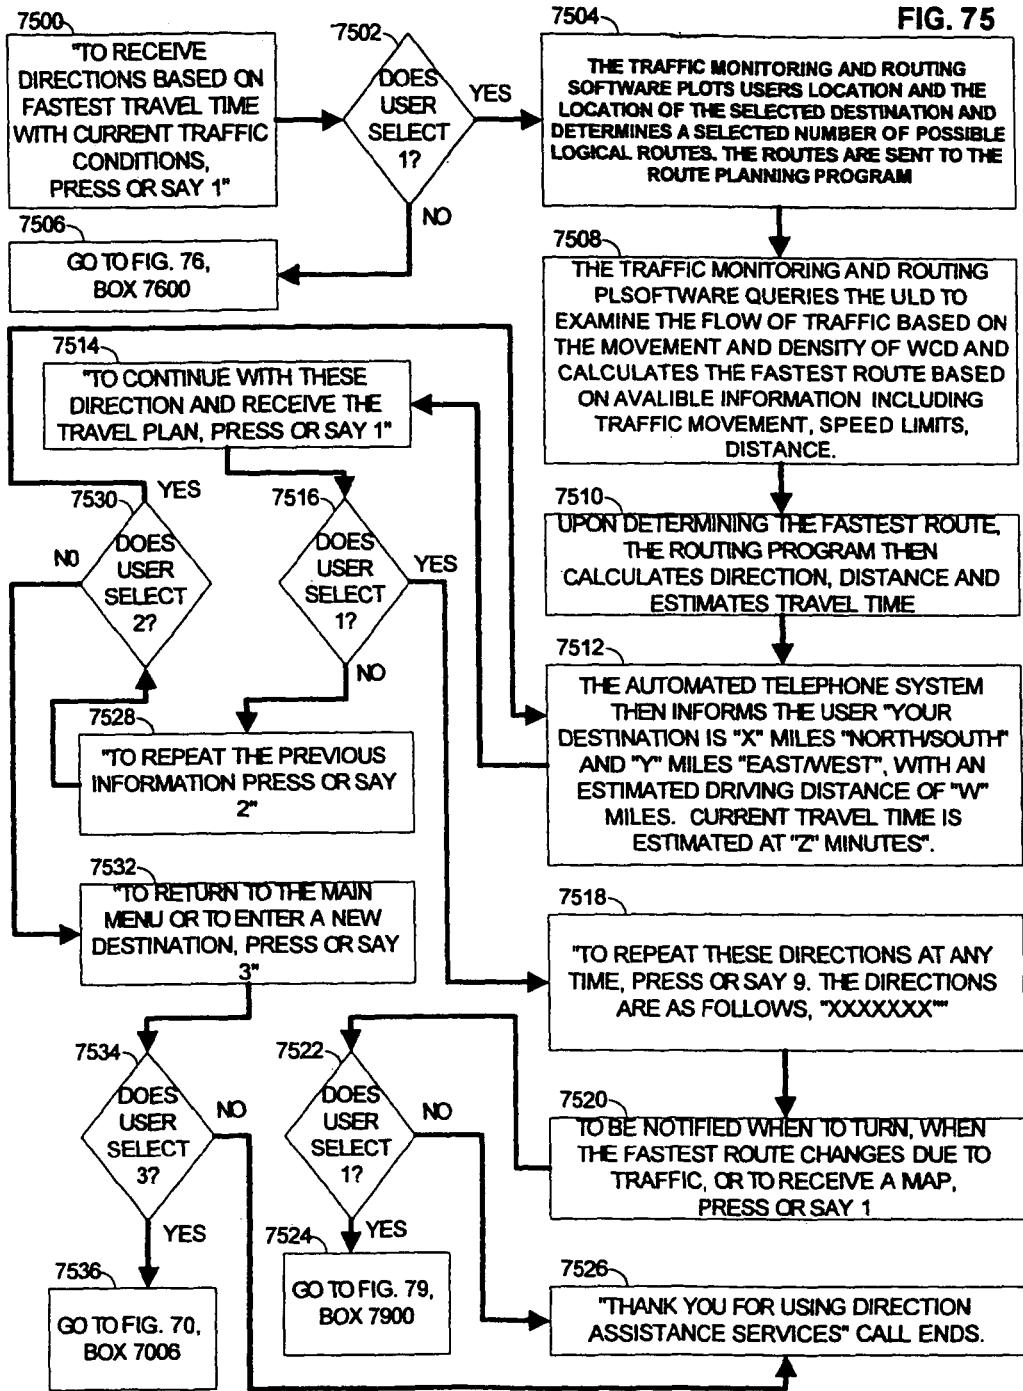 FIG. 75
7500
"TO RECEIVE
DIRECTIONS BASED ON
FASTEST TRAVEL TIME
WITH CURRENT TRAFFIC
CONDITIONS,
PRESS OR SAY 1"
7502
DOES
USER
SELECT
1?
YES
NO
7504
THE TRAFFIC MONITORING AND ROUTING
SOFTWARE PLOTS USERS LOCATION AND THE
LOCATION OF THE SELECTED DESTINATION AND
DETERMINES A SELECTED NUMBER OF POSSIBLE
LOGICAL ROUTES. THE ROUTES ARE SENT TO THE
ROUTE PLANNING PROGRAM
7506
GO TO FIG. 76,
BOX 7600
7508
THE TRAFFIC MONITORING AND ROUTING
PLSOFTWARE QUERIES THE ULD TO
EXAMINE THE FLOW OF TRAFFIC BASED ON
THE MOVEMENT AND DENSITY OF WCD AND
CALCULATES THE FASTEST ROUTE BASED
ON AVALIBLE INFORMATION INCLUDING
TRAFFIC MOVEMENT, SPEED LIMITS,
DISTANCE.
7510
UPON DETERMINING THE FASTEST ROUTE,
THE ROUTING PROGRAM THEN
CALCULATES DIRECTION, DISTANCE AND
ESTIMATES TRAVEL TIME
7512
THE AUTOMATED TELEPHONE SYSTEM
THEN INFORMS THE USER "YOUR
DESTINATION IS "X" MILES "NORTH/SOUTH"
AND "Y" MILES "EAST/WEST", WITH AN
ESTIMATED DRIVING DISTANCE OF "W"
MILES. CURRENT TRAVEL TIME IS
ESTIMATED AT "Z" MINUTES".
7514
"TO CONTINUE WITH THESE
DIRECTION AND RECEIVE THE
TRAVEL PLAN, PRESS OR SAY 1"
7516
DOES
USER
SELECT
1?
YES
NO
7530
DOES
USER
SELECT
2?
YES
N0
7528
"TO REPEAT THE PREVIOUS
INFORMATION PRESS OR SAY
2"
7532
"TO RETURN TO THE MAIN
MENU OR TO ENTER A NEW
DESTINATION, PRESS OR SAY
3"
7518
"TO REPEAT THESE DIRECTIONS AT ANY
TIME, PRESS OR SAY 9. THE DIRECTIONS
ARE AS FOLLOWS, "XXXXXXX""
7520
TO BE NOTIFIED WHEN TO TURN, WHEN
THE FASTEST ROUTE CHANGES DUE TO
TRAFFIC, OR TO RECEIVE A MAP,
PRESS OR SAY 1
7522
DOES
USER
SELECT
1?
NO
YES
7524
GO TO FIG. 79,
BOX 7900
7534
DOES
USER
SELECT
3?
NO
YES
7536
GO TO FIG. 70,
BOX 7006
7526
"THANK YOU FOR USING DIRECTION
ASSISTANCE SERVICES" CALL ENDS.